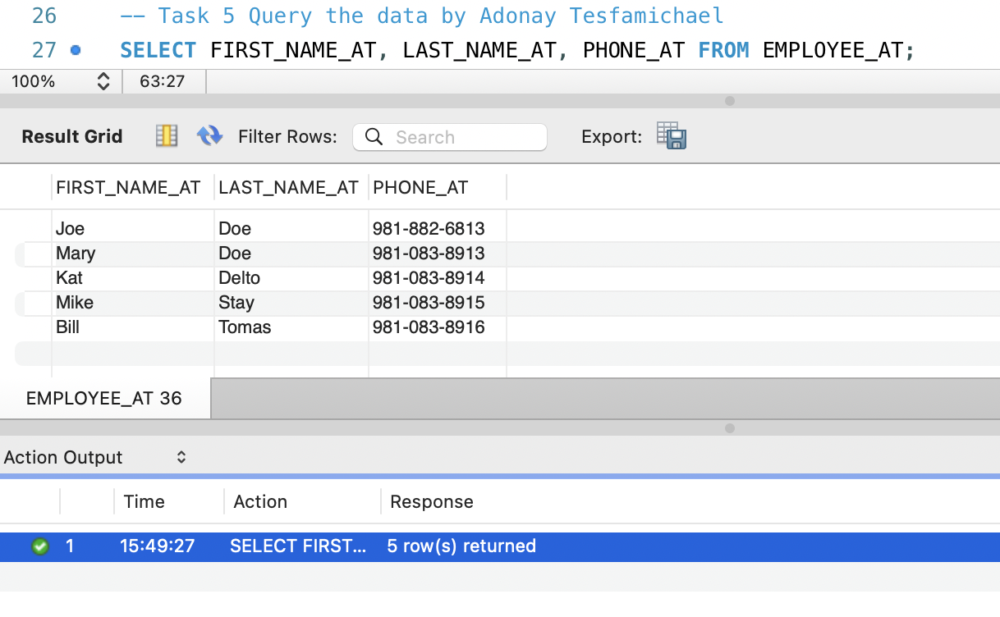 26 -- Task 5 Query the data by Adonay Tesfamichael
27 SELECT FIRST_NAME_AT, LAST_NAME_AT, PHONE_AT FROM EMPLOYEE_AT;
100% 63:27
Result Grid Filter Rows: Search Export:
FIRST_NAME_AT LAST_NAME_AT PHONE_AT
Joe Doe 981-882-6813
Mary Doe 981-083-8913
Kat Delto 981-083-8914
Mike Stay 981-083-8915
Bill Tomas 981-083-8916
EMPLOYEE_AT 36
Action Output
Time Action Response
1 15:49:27 SELECT FIRST... 5 row(s) returned